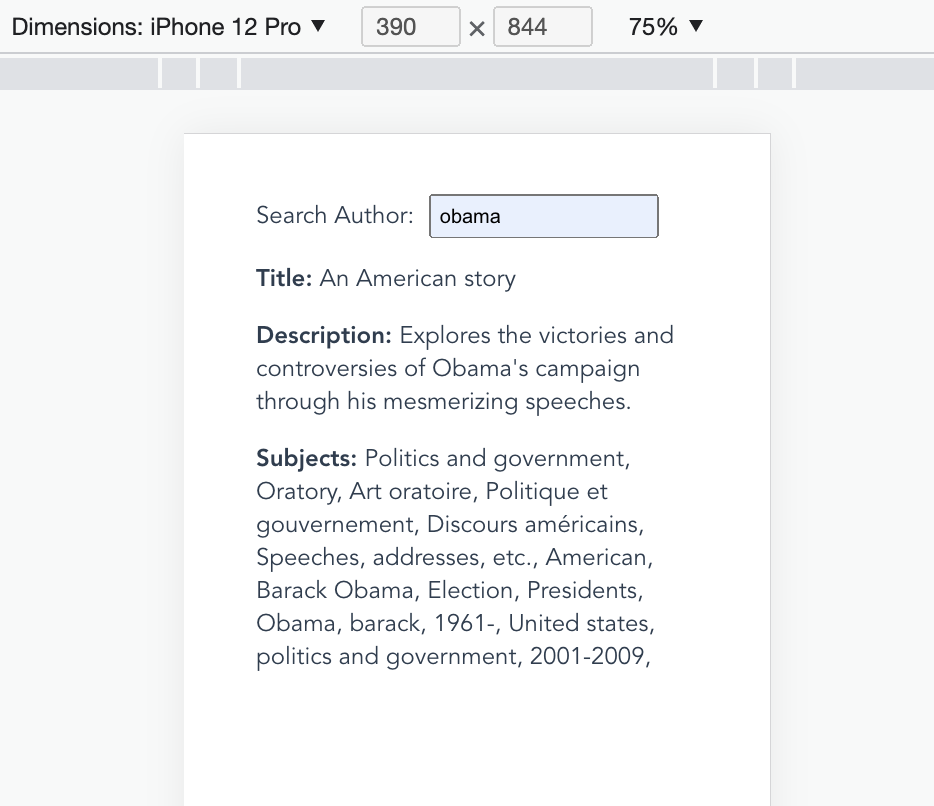 Dimensions: iPhone 12 Pro ▼ 390 × 844 75% ▼
Search Author: obama
Title: An American story
Description: Explores the victories and
controversies of Obama's campaign
through his mesmerizing speeches.
Subjects: Politics and government,
Oratory, Art oratoire, Politique et
gouvernement, Discours américains,
Speeches, addresses, etc., American,
Barack Obama, Election, Presidents,
Obama, barack, 1961-, United states,
politics and government, 2001-2009,